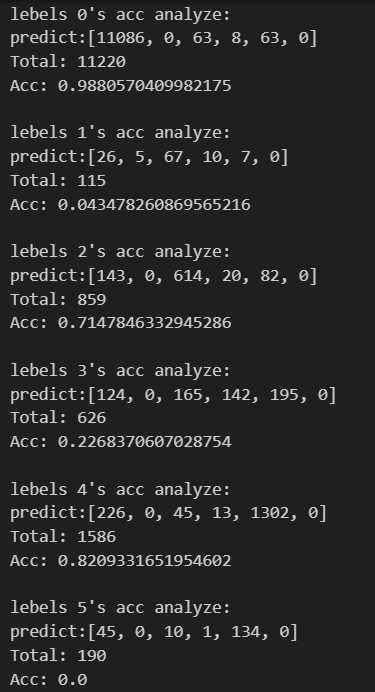 lebels 0's acc analyze:
predict:[11086, 0, 63, 8, 63, 0]
Total: 11220
Acc: 0.9880570409982175
lebels 1's acc analyze:
predict:[26, 5, 67, 10, 7, 0]
Total: 115
Acc: 0.043478260869565216
lebels 2's acc analyze:
predict:[143, 0, 614, 20, 82, 0]
Total: 859
Acc: 0.7147846332945286
lebels 3's acc analyze:
predict:[124, 0, 165, 142, 195, 0]
Total: 626
Acc: 0.2268370607028754
lebels 4's acc analyze:
predict:[226, 0, 45, 13, 1302, 0]
Total: 1586
Acc: 0.8209331651954602
lebels 5's acc analyze:
predict:[45, 0, 10, 1, 134, 0]
Total: 190
Acc: 0.0